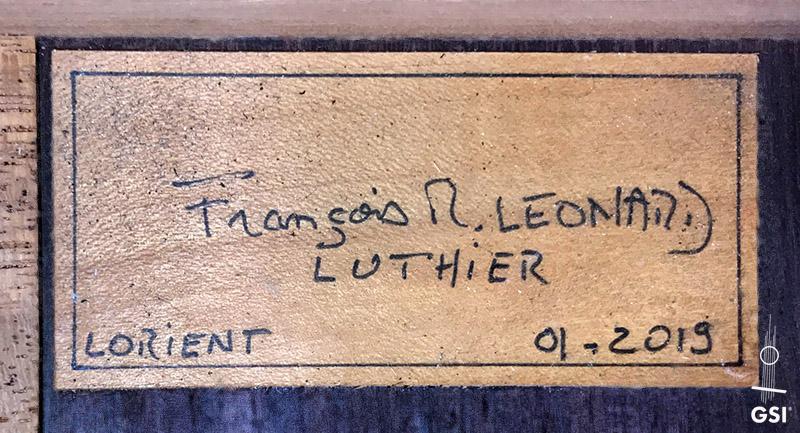 François R. LEONARD
LUTHiER
LORiENT
01-2019
GSI